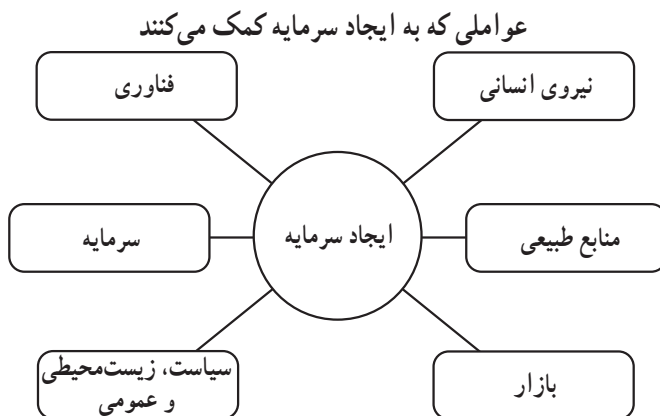 عواملی که به ایجاد سرمایه کمک می‌کنند
نیروی انسانی
فناوری
ایجاد سرمایه
منابع طبیعی
سرمایه
بازار
سیاست، زیست‌محیطی
و عمومی